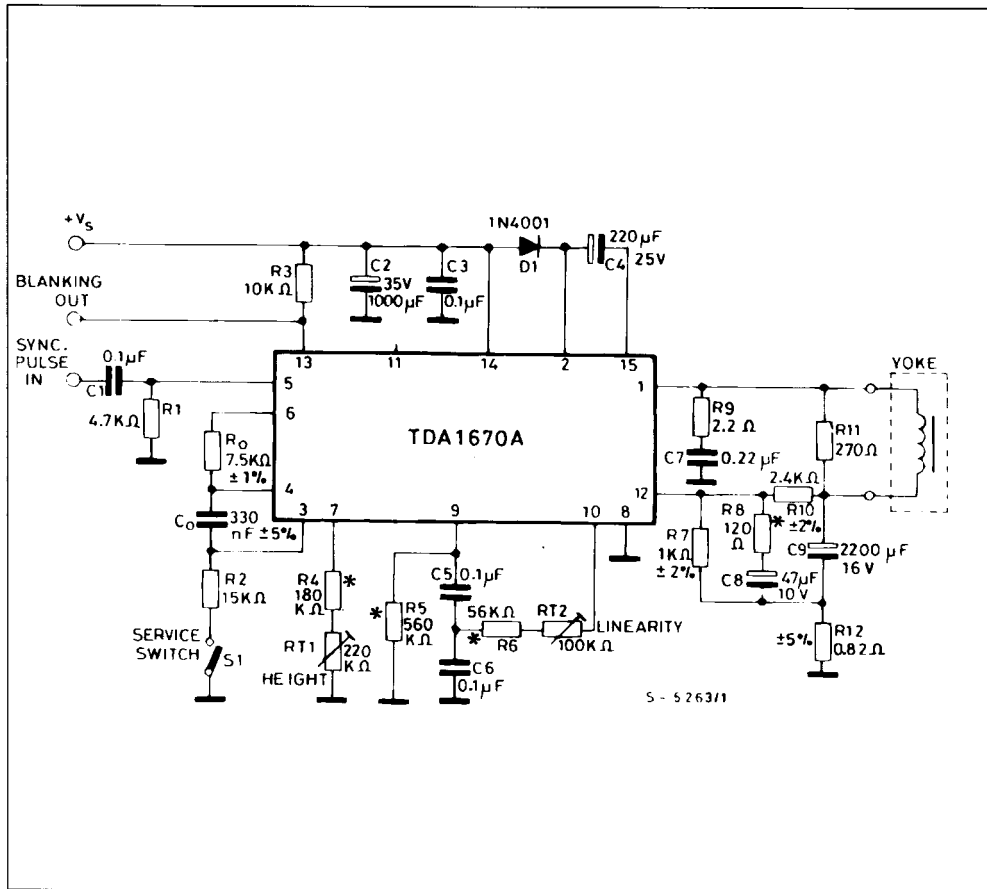 1N4001
+VS
220 µF
C4
25V
D1
R3
10KΩ
C2
35V
1000µF
C3
0.1µF
BLANKING
OUT
SYNC.
PULSE
IN
0.1µF
C1
13
11
14
2
15
YOKE
5
1
R1
4.7KΩ
6
TDA1670A
R9
2.2 Ω
R11
270Ω
Ro
7.5KΩ
±1%
C7
0.22 µF
2.4KΩ
4
12
R10
±2%
Co
330
nF ±5%
3
7
9
10
8
R7
1KΩ
±2%
R8
120
Ω
*
C9
2200 µF
16V
R2
15KΩ
R4
180
KΩ
*
C5
0.1µF
C8
47µF
10V
*
R5
560
KΩ
56KΩ
*
R6
RT2
100KΩ
LINEARITY
SERVICE
SWITCH
S1
RT1
220
KΩ
HEIGHT
C6
0.1µF
±5%
R12
0.82Ω
S - 5263/1